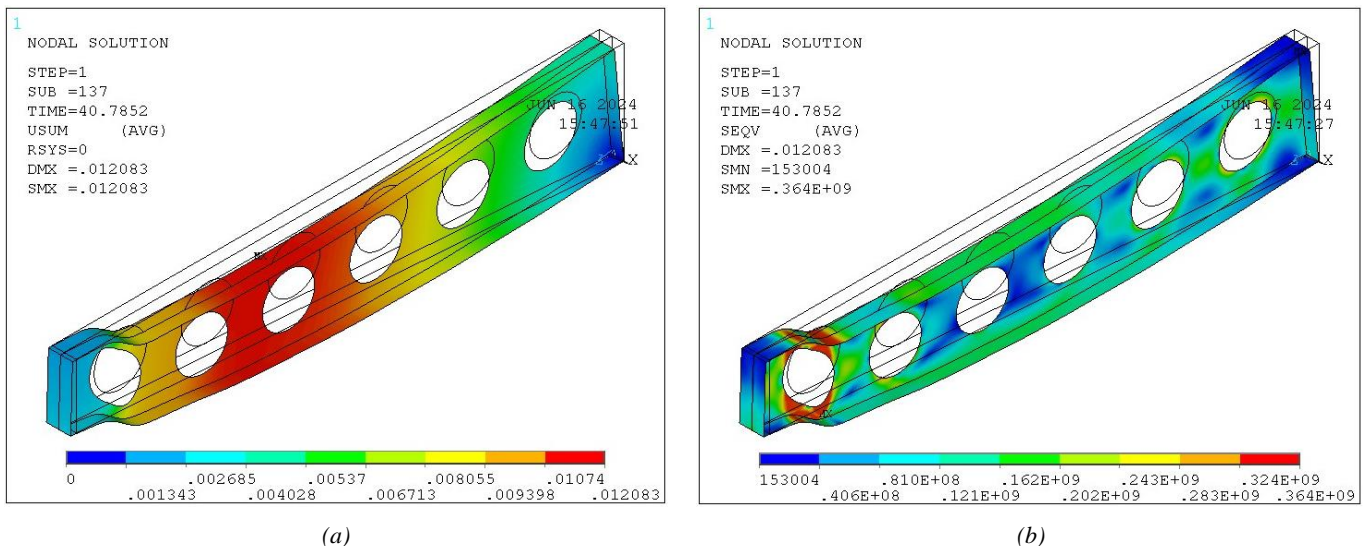 1
NODAL SOLUTION
STEP=1
SUB =137
TIME=40.7852
USUM (AVG)
RSYS=0
DMX =.012083
SMX =.012083
JUN 16 2024
15:47:51
Z X
MX
0 .002685 .00537 .008055 .01074
.001343 .004028 .006713 .009398 .012083
(a)
1
NODAL SOLUTION
STEP=1
SUB =137
TIME=40.7852
SEQV (AVG)
DMX =.012083
SMN =153004
SMX =.364E+09
JUN 16 2024
15:47:27
Z X
MX
153004 .810E+08 .162E+09 .243E+09 .324E+09
.406E+08 .121E+09 .202E+09 .283E+09 .364E+09
(b)